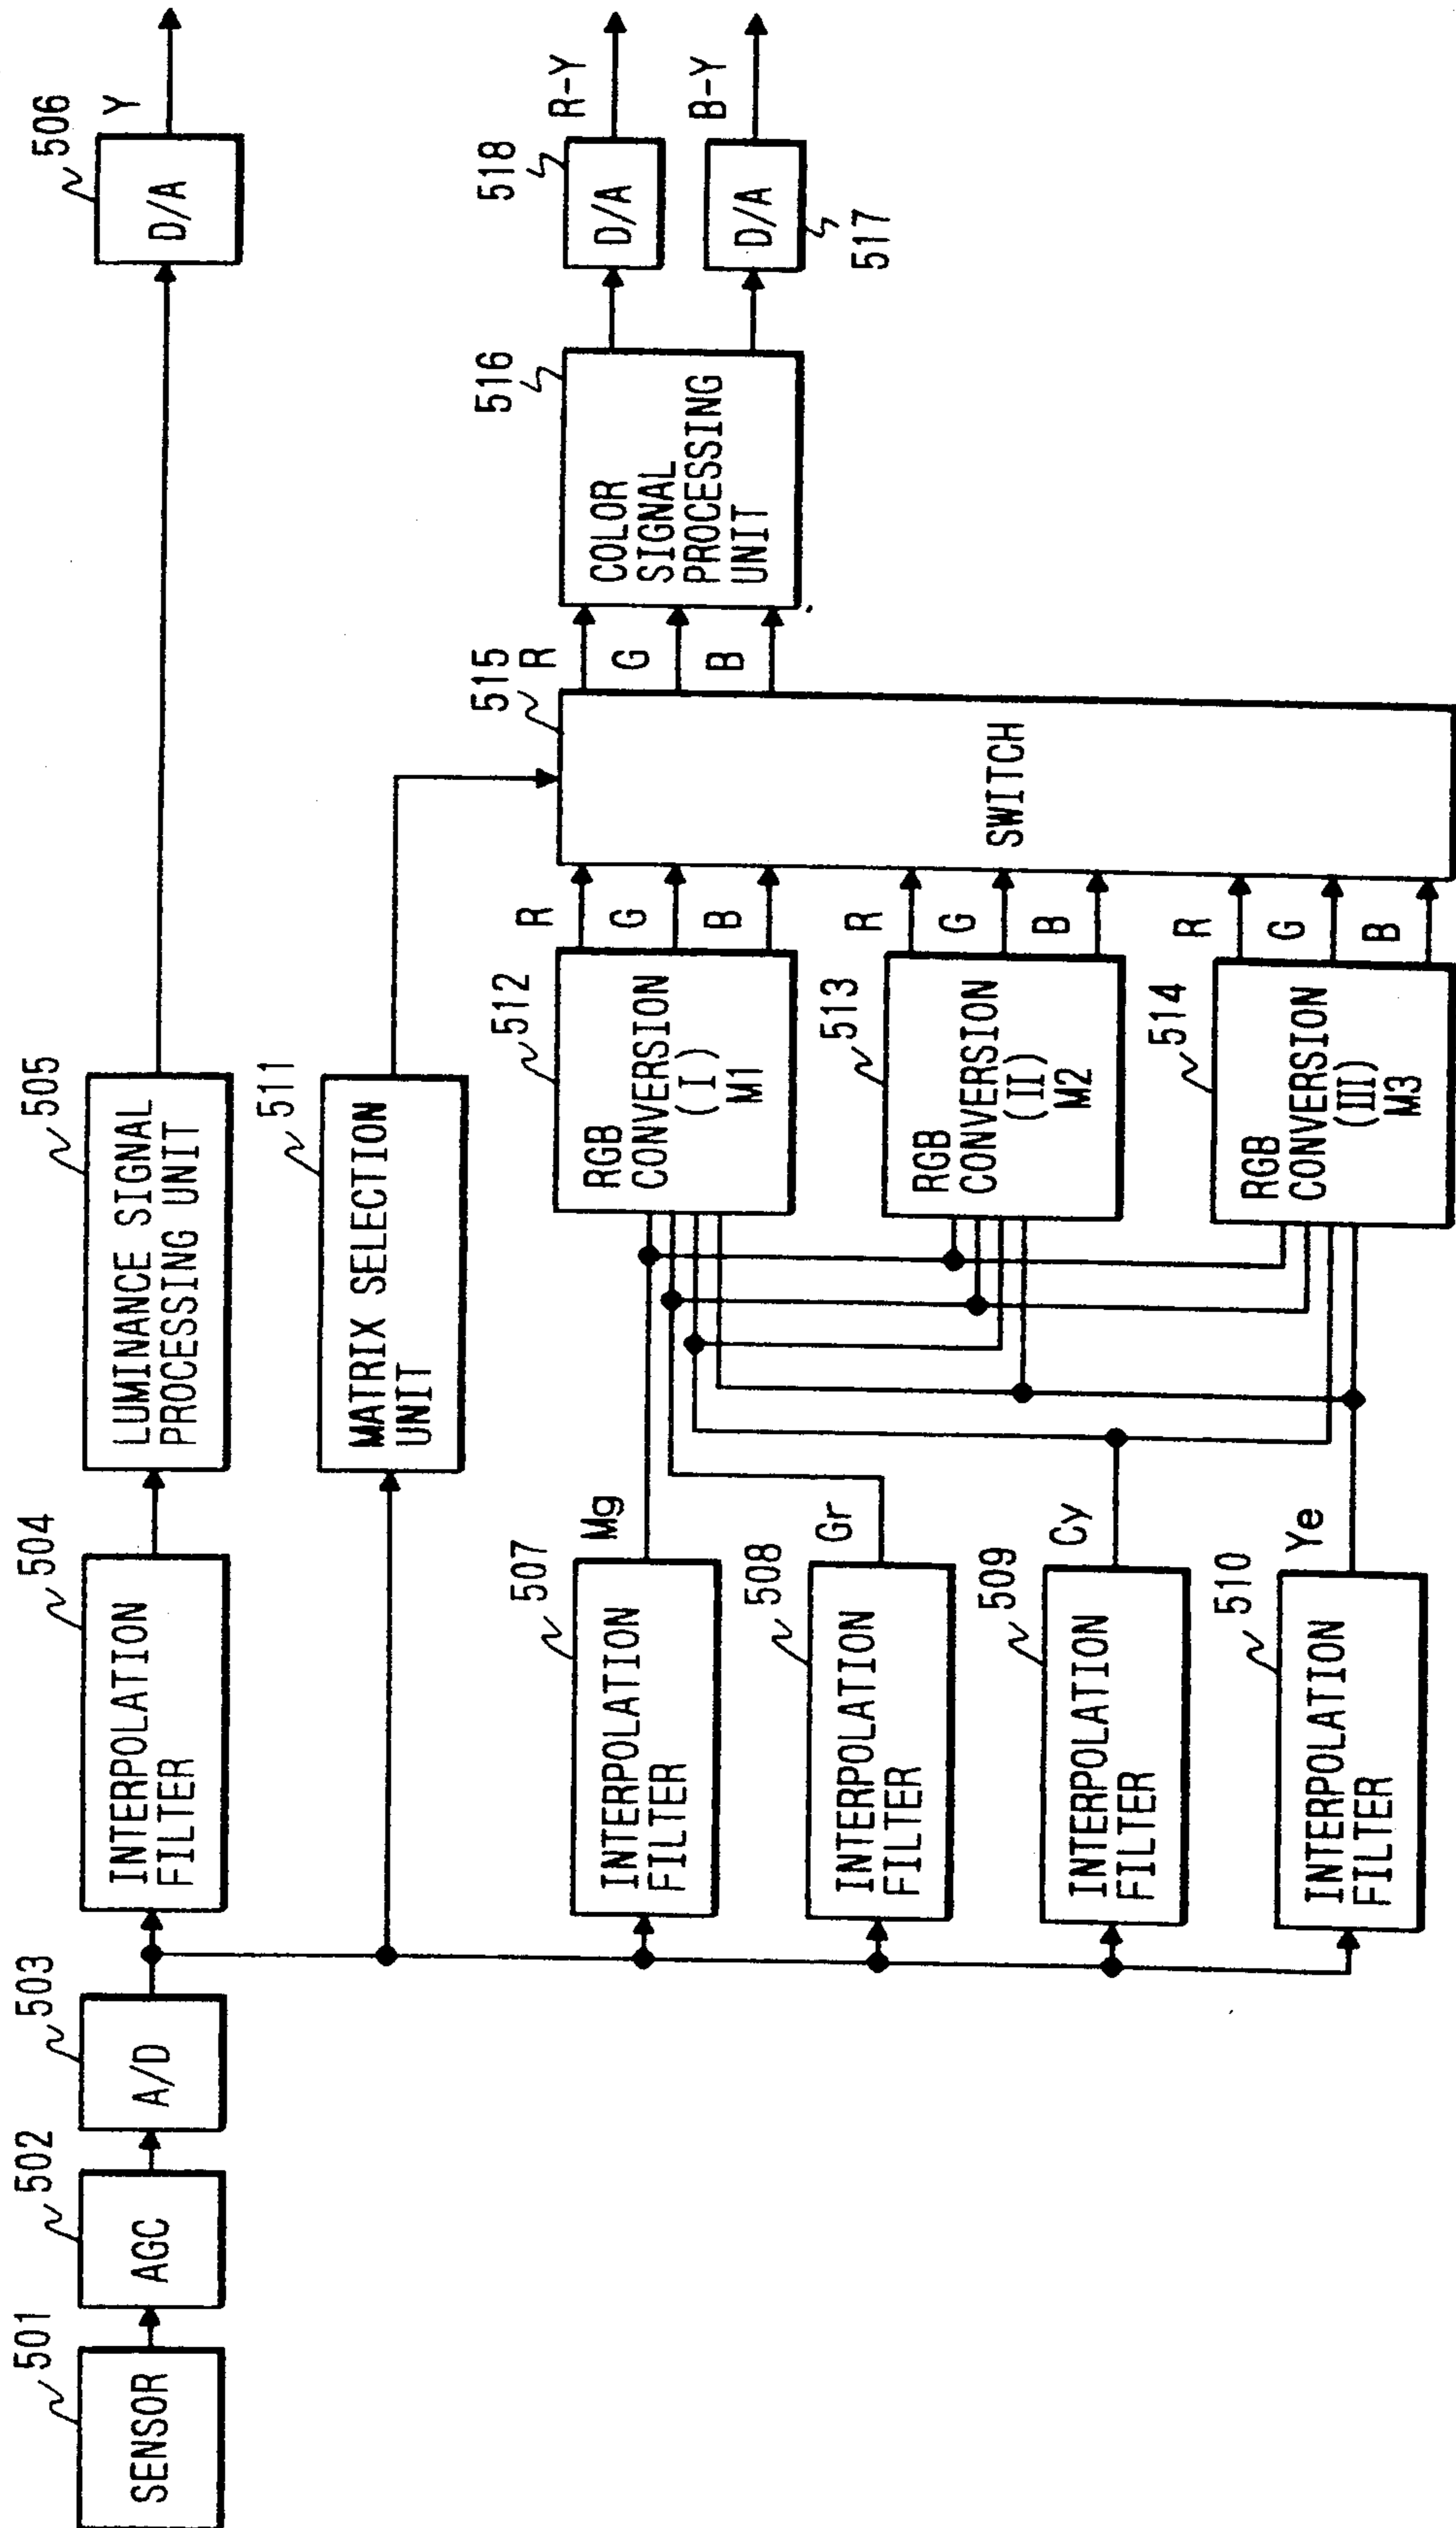 501
SENSOR
502
AGC
503
A/D
504
INTERPOLATION
FILTER
505
LUMINANCE SIGNAL
PROCESSING UNIT
506
D/A
Y
511
MATRIX SELECTION
UNIT
507
INTERPOLATION
FILTER
Mg
508
INTERPOLATION
FILTER
Gr
509
INTERPOLATION
FILTER
Cy
510
INTERPOLATION
FILTER
Ye
512
RGB
CONVERSION
(I)
M1
R
G
B
513
RGB
CONVERSION
(II)
M2
R
G
B
514
RGB
CONVERSION
(III)
M3
R
G
B
515
SWITCH
R
G
B
516
COLOR
SIGNAL
PROCESSING
UNIT
518
D/A
R-Y
517
D/A
B-Y